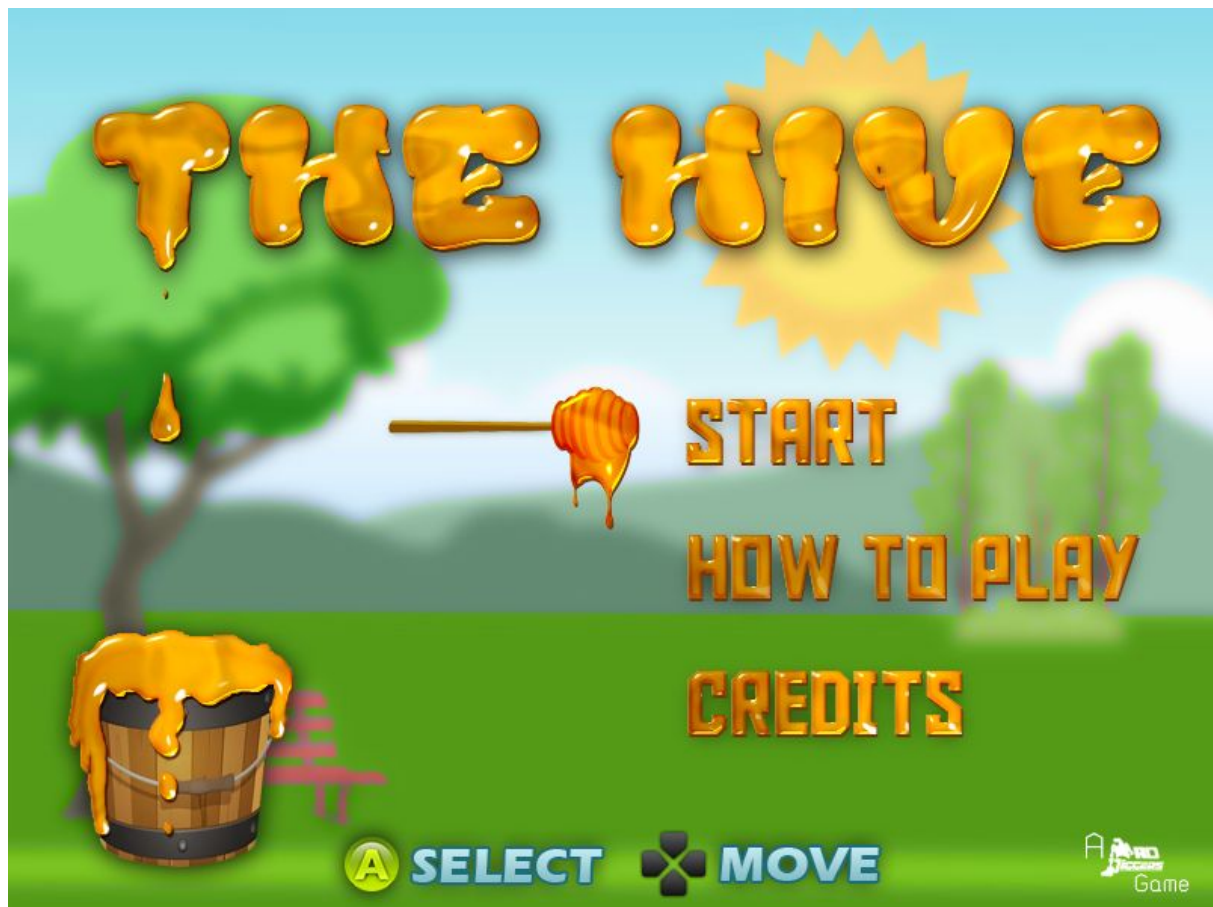 THE HIVE
START
HOW TO PLAY
CREDITS
A SELECT MOVE
A
Game